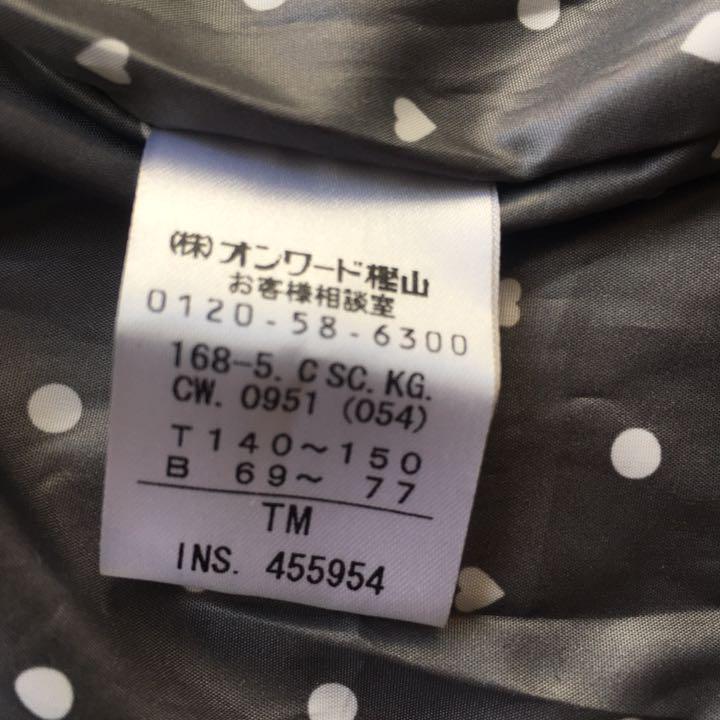 (株)オンワード樫山
お客様相談室
0120-58-6300
168-5. C SC. KG.
CW. 0951 (054)
T 140~150
B 69~ 77
TM
INS. 455954